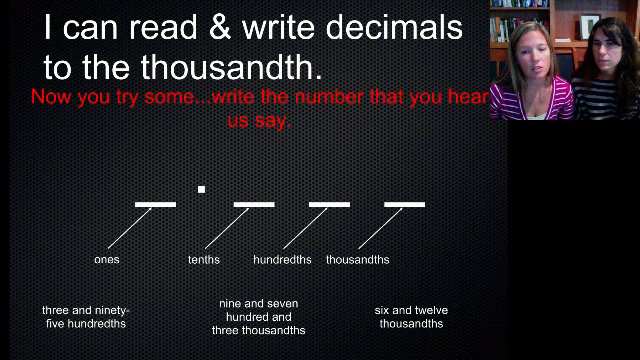 I can read & write decimals
to the thousandth.
Now you try some...write the number that you hear
us say.
ones
tenths
hundredths
thousandths
three and ninety-
five hundredths
nine and seven
hundred and
three thousandths
six and twelve
thousandths